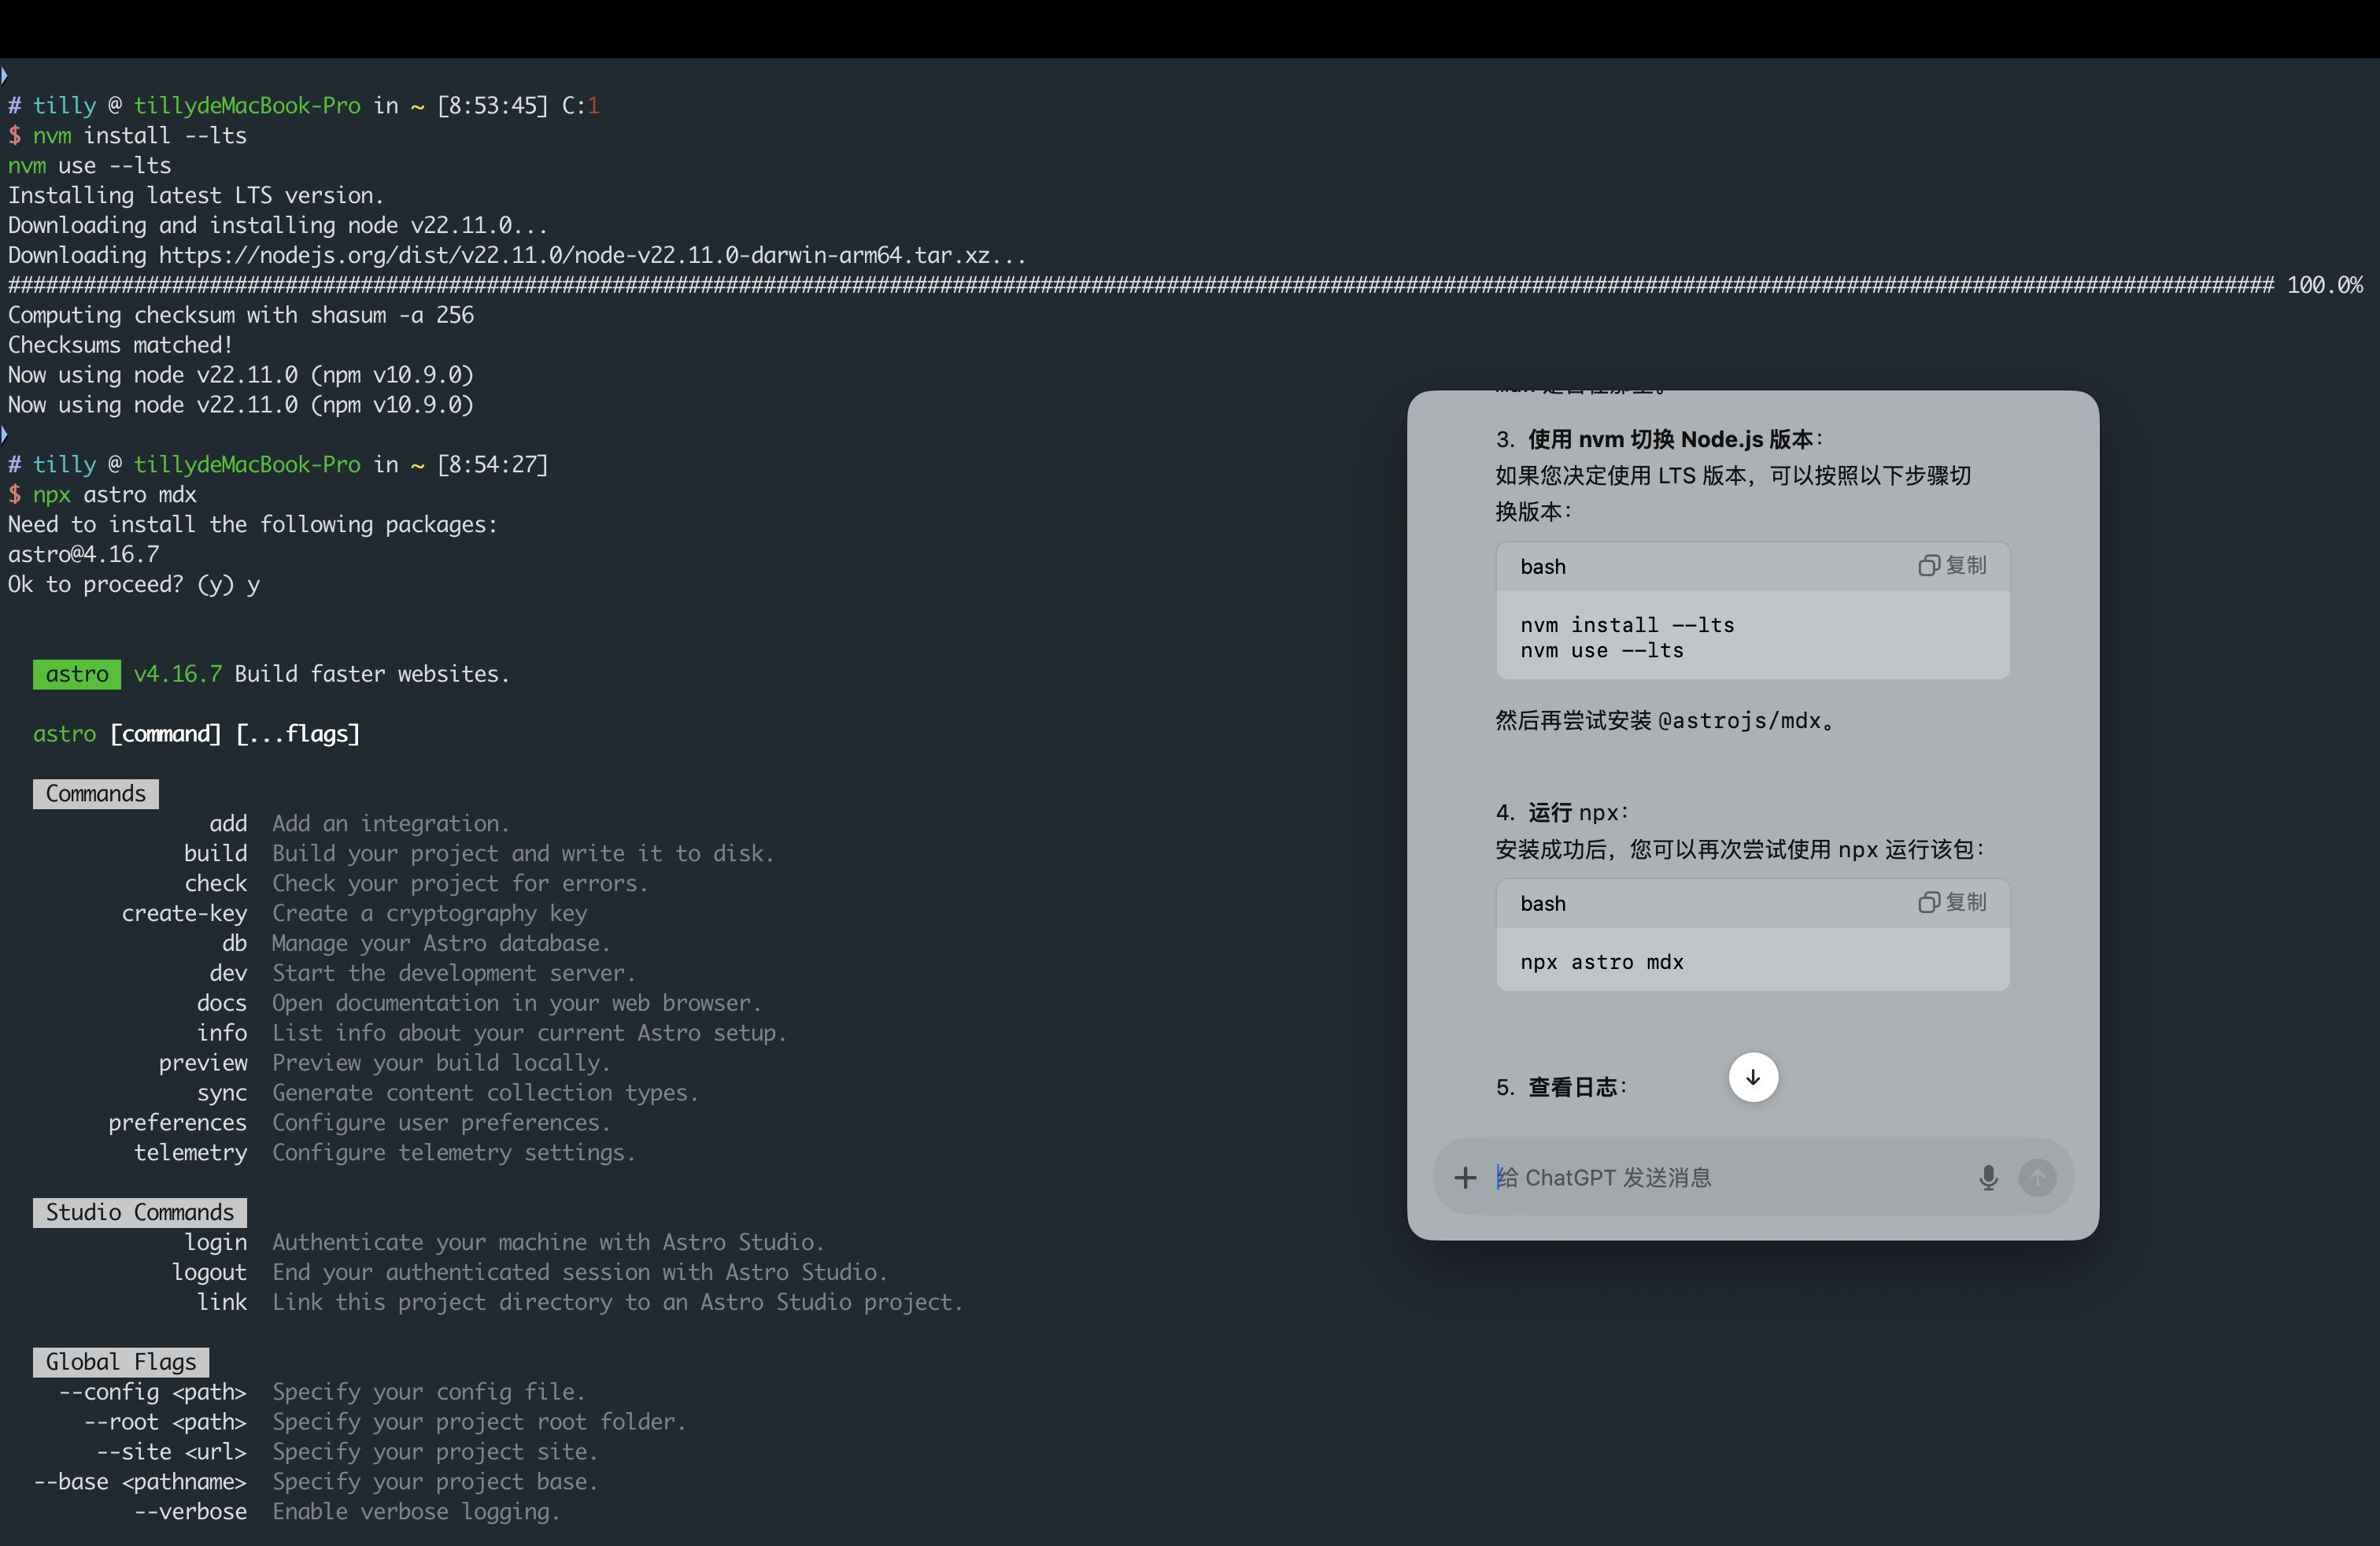 # tilly @ tillydeMacBook-Pro in ~ [8:53:45] C:1
$ nvm install --lts
nvm use --lts
Installing latest LTS version.
Downloading and installing node v22.11.0...
Downloading https://nodejs.org/dist/v22.11.0/node-v22.11.0-darwin-arm64.tar.xz...
#################################################################################################################################################################################### 100.0%
Computing checksum with shasum -a 256
Checksums matched!
Now using node v22.11.0 (npm v10.9.0)
Now using node v22.11.0 (npm v10.9.0)
# tilly @ tillydeMacBook-Pro in ~ [8:54:27]
$ npx astro mdx
Need to install the following packages:
astro@4.16.7
Ok to proceed? (y) y
astro v4.16.7 Build faster websites.
astro [command] [...flags]
Commands
add Add an integration.
build Build your project and write it to disk.
check Check your project for errors.
create-key Create a cryptography key
db Manage your Astro database.
dev Start the development server.
docs Open documentation in your web browser.
info List info about your current Astro setup.
preview Preview your build locally.
sync Generate content collection types.
preferences Configure user preferences.
telemetry Configure telemetry settings.
Studio Commands
login Authenticate your machine with Astro Studio.
logout End your authenticated session with Astro Studio.
link Link this project directory to an Astro Studio project.
Global Flags
--config <path> Specify your config file.
--root <path> Specify your project root folder.
--site <url> Specify your project site.
--base <pathname> Specify your project base.
--verbose Enable verbose logging.
3. 使用 nvm 切换 Node.js 版本：
如果您决定使用 LTS 版本，可以按照以下步骤切
换版本：
bash 复制
nvm install --lts
nvm use --lts
然后再尝试安装 @astrojs/mdx。
4. 运行 npx：
安装成功后，您可以再次尝试使用 npx 运行该包：
bash 复制
npx astro mdx
5. 查看日志：
给 ChatGPT 发送消息